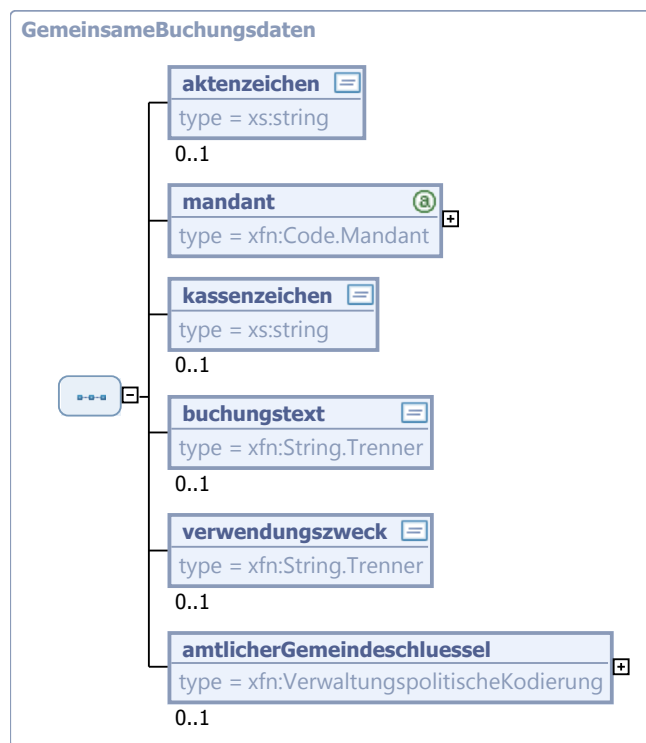 GemeinsameBuchungsdaten
aktenzeichen
type = xs:string
0..1
mandant
a
type = xfn:Code.Mandant
kassenzeichen
type = xs:string
0..1
buchungstext
type = xfn:String.Trenner
0..1
verwendungszweck
type = xfn:String.Trenner
0..1
amtlicherGemeindeschluessel
type = xfn:VerwaltungspolitischeKodierung
0..1